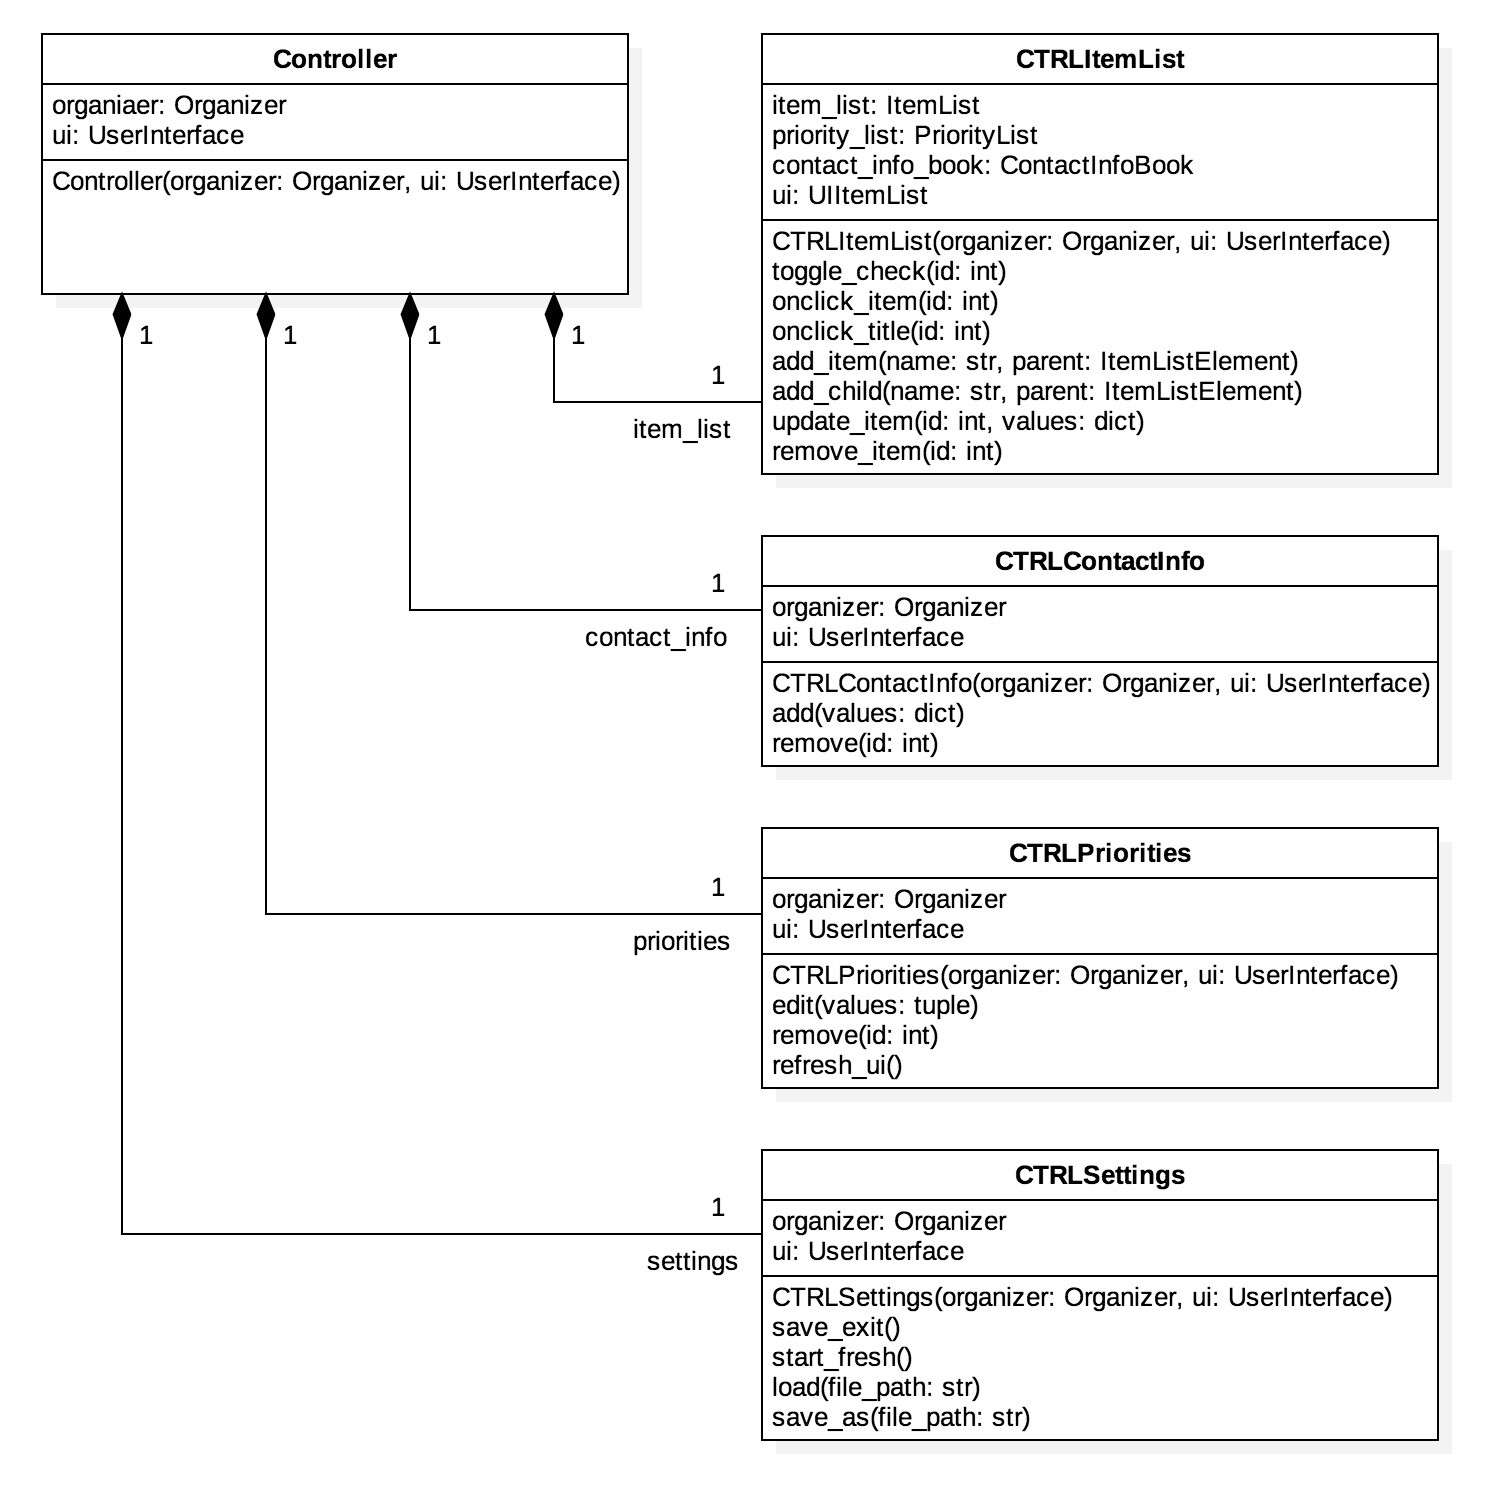 Controller
organiaer: Organizer
ui: UserInterface
Controller(organizer: Organizer, ui: UserInterface)
1
1
1
1
CTRLItemList
item_list: ItemList
priority_list: PriorityList
contact_info_book: ContactInfoBook
ui: UIItemList
CTRLItemList(organizer: Organizer, ui: UserInterface)
toggle_check(id: int)
onclick_item(id: int)
onclick_title(id: int)
add_item(name: str, parent: ItemListElement)
add_child(name: str, parent: ItemListElement)
update_item(id: int, values: dict)
remove_item(id: int)
1
item_list
CTRLContactInfo
organizer: Organizer
ui: UserInterface
CTRLContactInfo(organizer: Organizer, ui: UserInterface)
add(values: dict)
remove(id: int)
1
contact_info
CTRLPriorities
organizer: Organizer
ui: UserInterface
CTRLPriorities(organizer: Organizer, ui: UserInterface)
edit(values: tuple)
remove(id: int)
refresh_ui()
1
priorities
CTRLSettings
organizer: Organizer
ui: UserInterface
CTRLSettings(organizer: Organizer, ui: UserInterface)
save_exit()
start_fresh()
load(file_path: str)
save_as(file_path: str)
1
settings